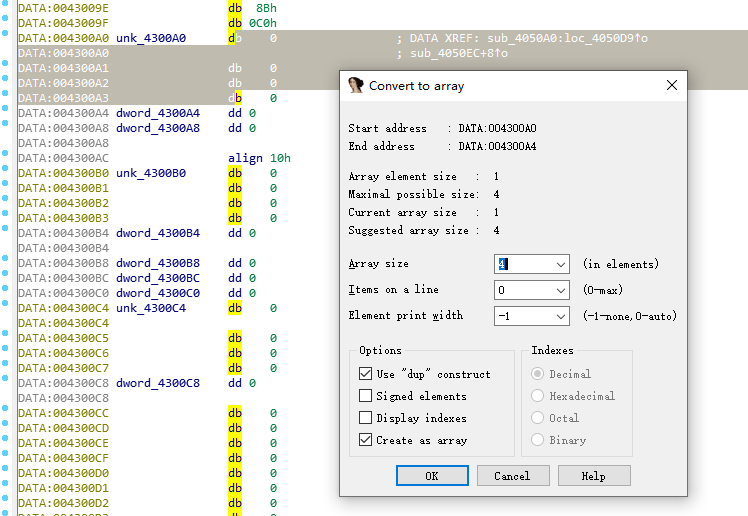 DATA:0043009E db 8Bh
DATA:0043009F db 0C0h
DATA:004300A0 unk_4300A0 db 0 ; DATA XREF: sub_4050A0:loc_4050D9↑o
DATA:004300A0 ; sub_4050EC+8↑o
DATA:004300A1 db 0
DATA:004300A2 db 0
DATA:004300A3 db 0
DATA:004300A4 dword_4300A4 dd 0
DATA:004300A8 dword_4300A8 dd 0
DATA:004300A8
DATA:004300AC align 10h
DATA:004300B0 unk_4300B0 db 0
DATA:004300B1 db 0
DATA:004300B2 db 0
DATA:004300B3 db 0
DATA:004300B4 dword_4300B4 dd 0
DATA:004300B4
DATA:004300B8 dword_4300B8 dd 0
DATA:004300BC dword_4300BC dd 0
DATA:004300C0 dword_4300C0 dd 0
DATA:004300C4 unk_4300C4 db 0
DATA:004300C4
DATA:004300C5 db 0
DATA:004300C6 db 0
DATA:004300C7 db 0
DATA:004300C8 dword_4300C8 dd 0
DATA:004300C8
DATA:004300CC db 0
DATA:004300CD db 0
DATA:004300CE db 0
DATA:004300CF db 0
DATA:004300D0 db 0
DATA:004300D1 db 0
DATA:004300D2 db 0
Convert to array
Start address : DATA:004300A0
End address : DATA:004300A4
Array element size : 1
Maximal possible size: 4
Current array size : 1
Suggested array size : 4
Array size 4 (in elements)
Items on a line 0 (0-max)
Element print width -1 (-1-none,0-auto)
Options
Use "dup" construct
Signed elements
Display indexes
Create as array
Indexes
Decimal
Hexadecimal
Octal
Binary
OK Cancel Help